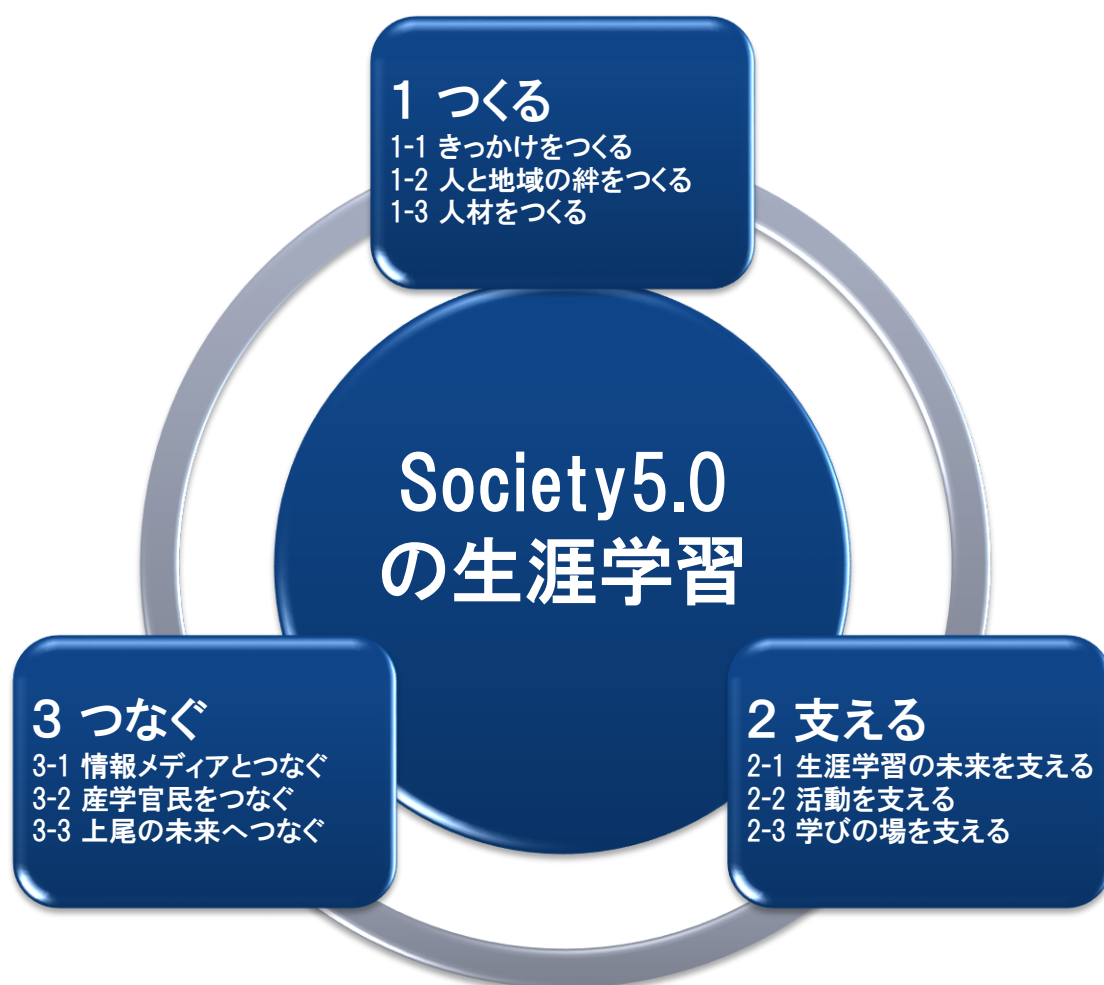 1 つくる
1-1 きっかけをつくる
1-2 人と地域の絆をつくる
1-3 人材をつくる
Society5.0
の生涯学習
2 支える
2-1 生涯学習の未来を支える
2-2 活動を支える
2-3 学びの場を支える
3 つなぐ
3-1 情報メディアとつなぐ
3-2 産学官民をつなぐ
3-3 上尾の未来へつなぐ